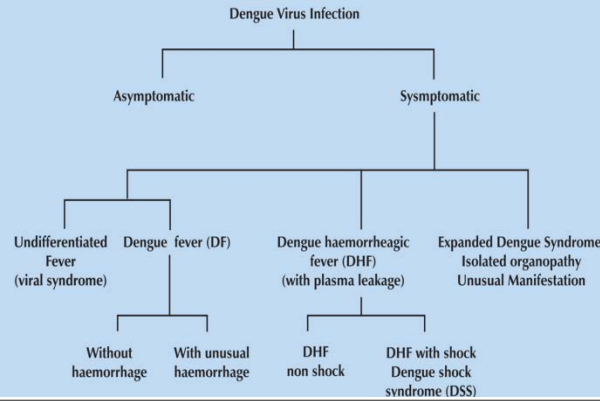 Dengue Virus Infection
Asymptomatic
Sysmptomatic
Undifferentiated
Fever
(viral syndrome)
Dengue fever (DF)
Dengue haemorrheagic
fever (DHF)
(with plasma leakage)
Expanded Dengue Syndrome
Isolated organopathy
Unusual Manifestation
Without
haemorrhage
With unusual
haemorrhage
DHF
non shock
DHF with shock
Dengue shock
syndrome (DSS)